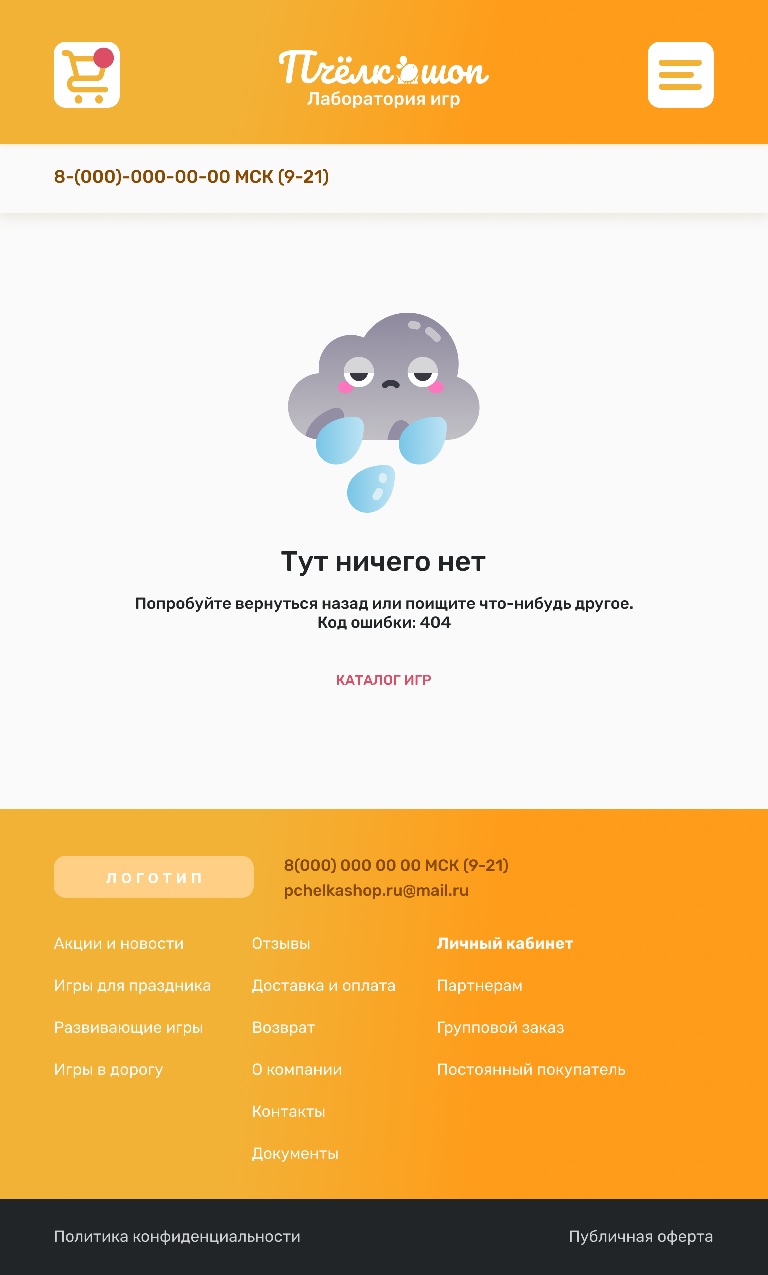 Пчёлкошоп
Лаборатория игр
8-(000)-000-00-00 МСК (9-21)
Тут ничего нет
Попробуйте вернуться назад или поищите что-нибудь другое.
Код ошибки: 404
КАТАЛОГ ИГР
ЛОГОТИП
8(000) 000 00 00 МСК (9-21)
pchelkashop.ru@mail.ru
Акции и новости
Игры для праздника
Развивающие игры
Игры в дорогу
Отзывы
Доставка и оплата
Возврат
О компании
Контакты
Документы
Личный кабинет
Партнерам
Групповой заказ
Постоянный покупатель
Политика конфиденциальности
Публичная оферта